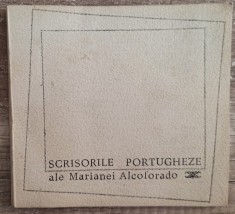 SCRISORILE PORTUGHEZE
ale Marianei Alcoforado